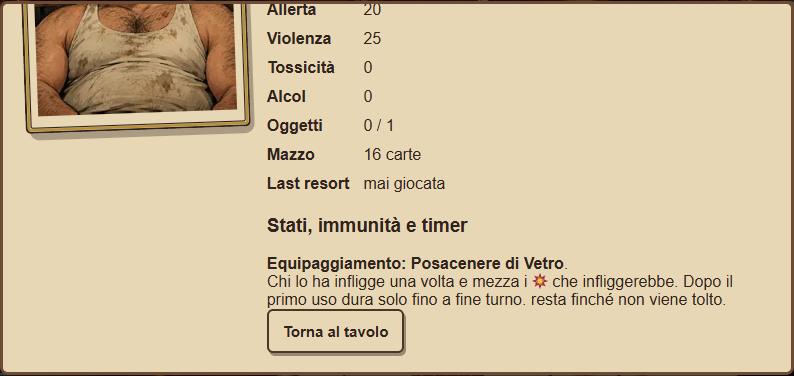 Allerta 20
Violenza 25
Tossicità 0
Alcol 0
Oggetti 0 / 1
Mazzo 16 carte
Last resort mai giocata
Stati, immunità e timer
Equipaggiamento: Posacenere di Vetro.
Chi lo ha infligge una volta e mezza i 💥 che infliggerebbe. Dopo il
primo uso dura solo fino a fine turno. resta finché non viene tolto.
Torna al tavolo